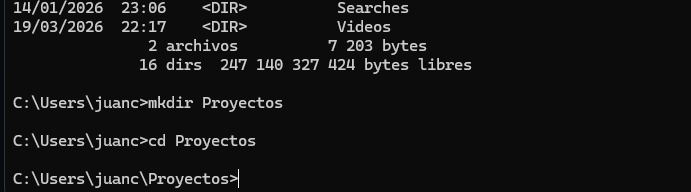 14/01/2026  23:06    <DIR>          Searches
19/03/2026  22:17    <DIR>          Videos
               2 archivos          7 203 bytes
              16 dirs  247 140 327 424 bytes libres
C:\Users\juanc>mkdir Proyectos
C:\Users\juanc>cd Proyectos
C:\Users\juanc\Proyectos>